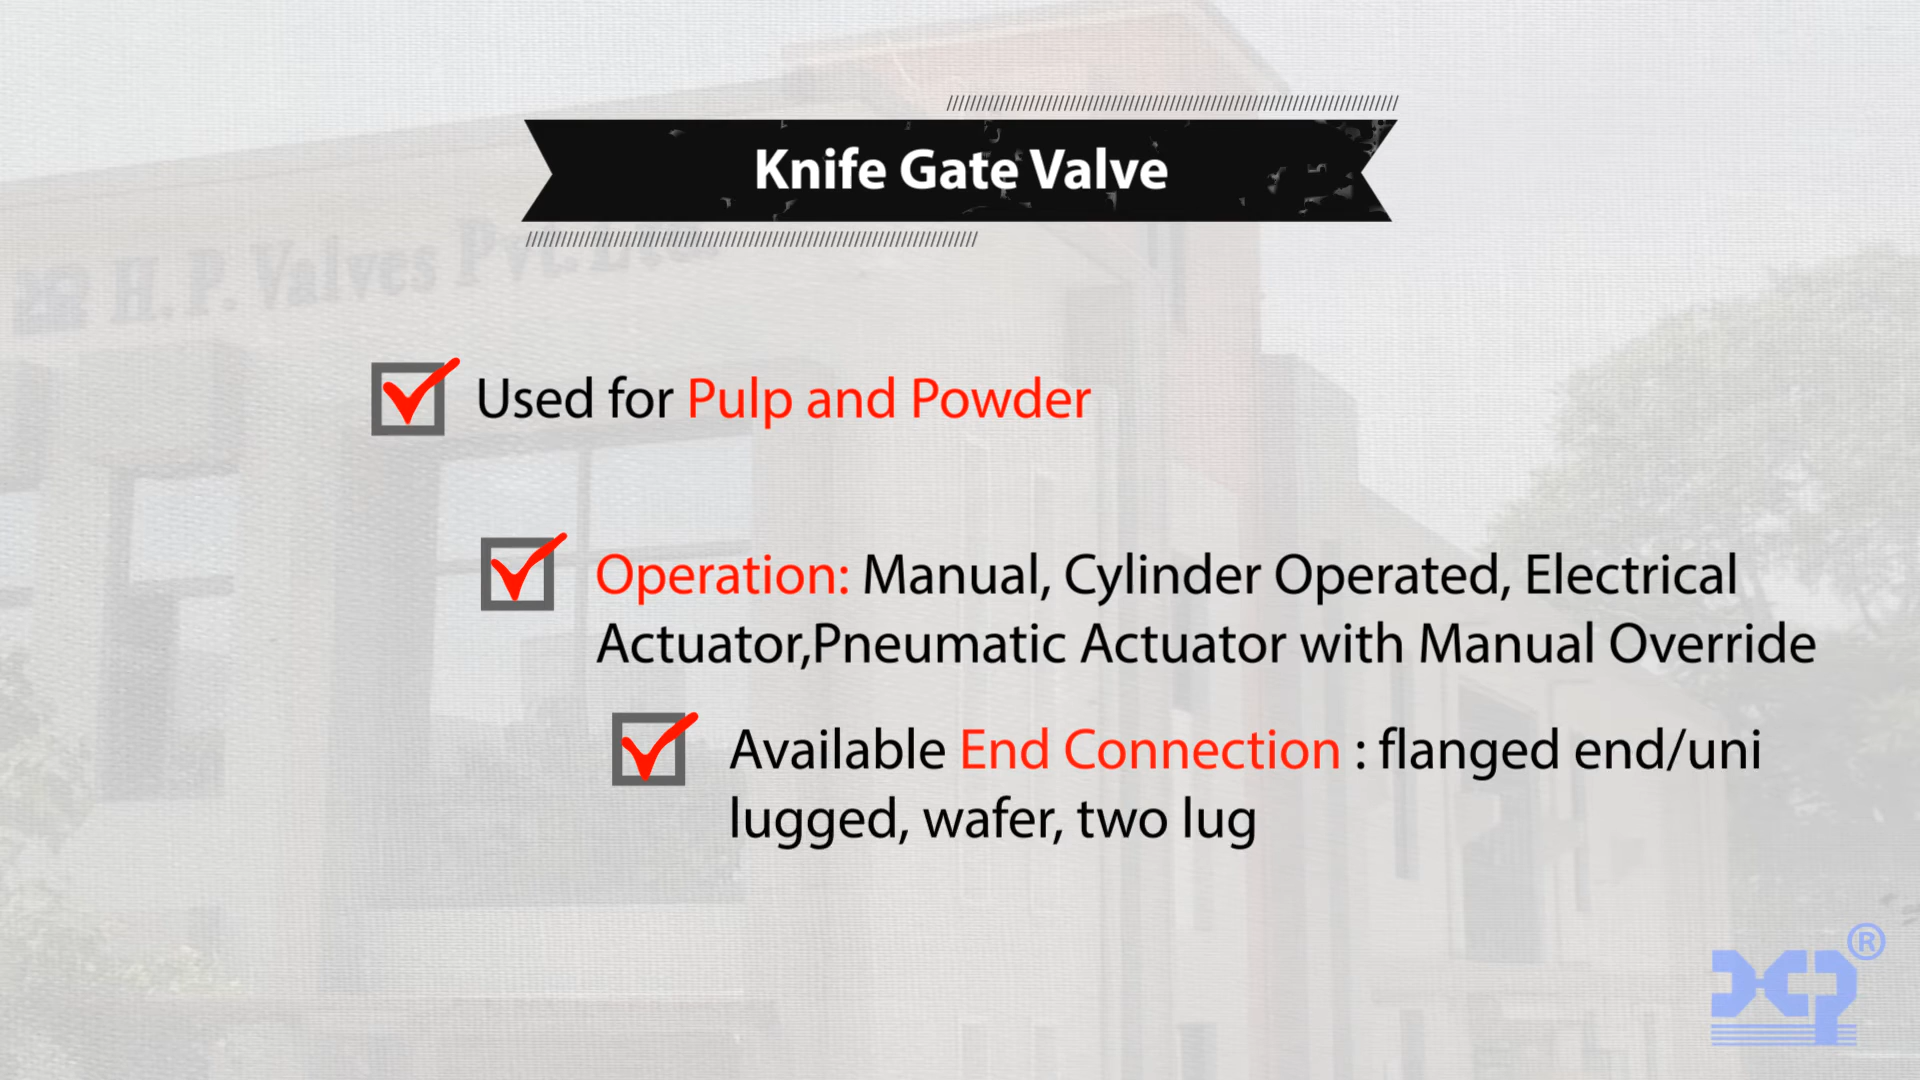 Knife Gate Valve
H. P. Valves Pvt. Ltd.
Used for Pulp and Powder
Operation: Manual, Cylinder Operated, Electrical
Actuator,Pneumatic Actuator with Manual Override
Available End Connection : flanged end/uni
lugged, wafer, two lug
®